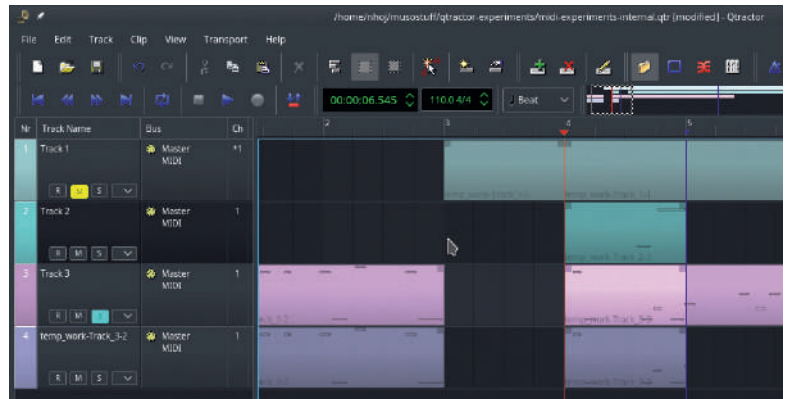 /home/nhoj/musostuff/qtractor-experiments/midi-experiments-internal.qtr [modified] - Qtractor
File Edit Track Clip View Transport Help
00:00:06.545 110.0 4/4 Beat
Nr Track Name Bus Ch 2 3 4 5
1 Track 1 Master *1
MIDI
R M S
2 Track 2 Master 1
MIDI
R M S
3 Track 3 Master 1
MIDI
R M S
4 temp_work-Track_3-2 Master 1
MIDI
R M S